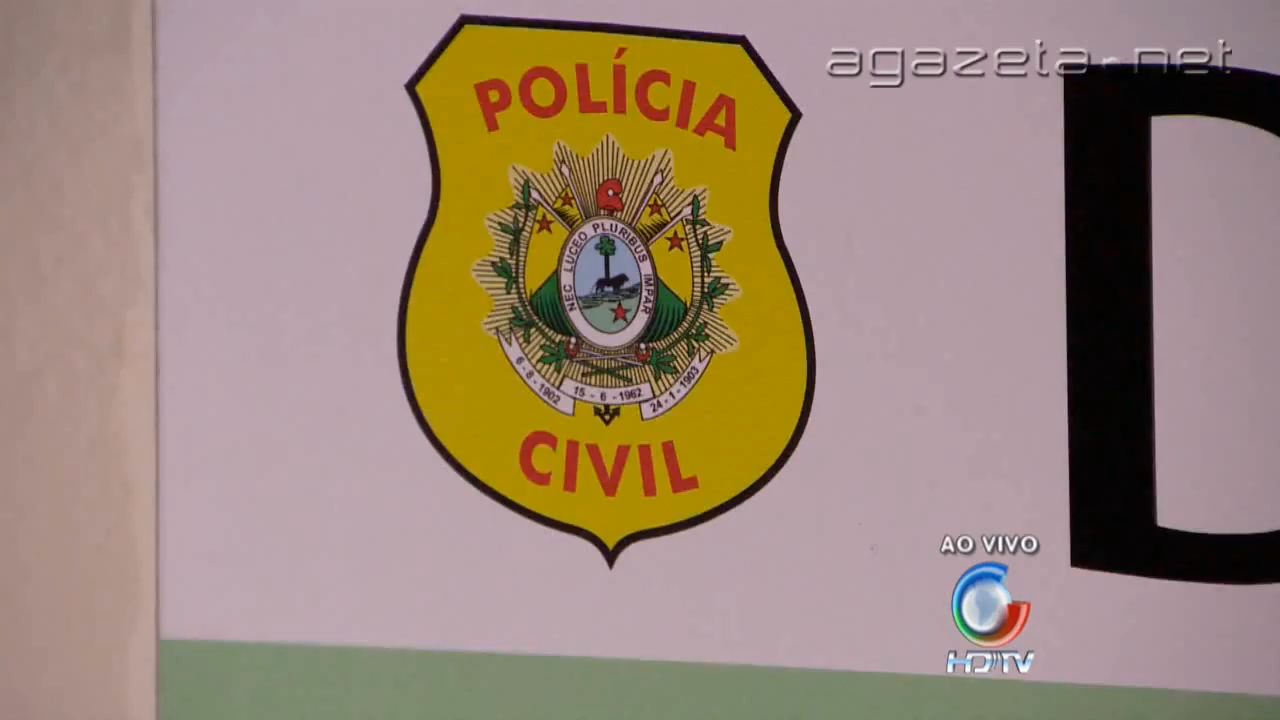 agazeta.net
POLÍCIA
NEC LUCEO PLURIBUS IMPAR
6 - 8 - 1902
15 - 6 - 1962
24 - 1 - 1903
CIVIL
D
AO VIVO
HDTV